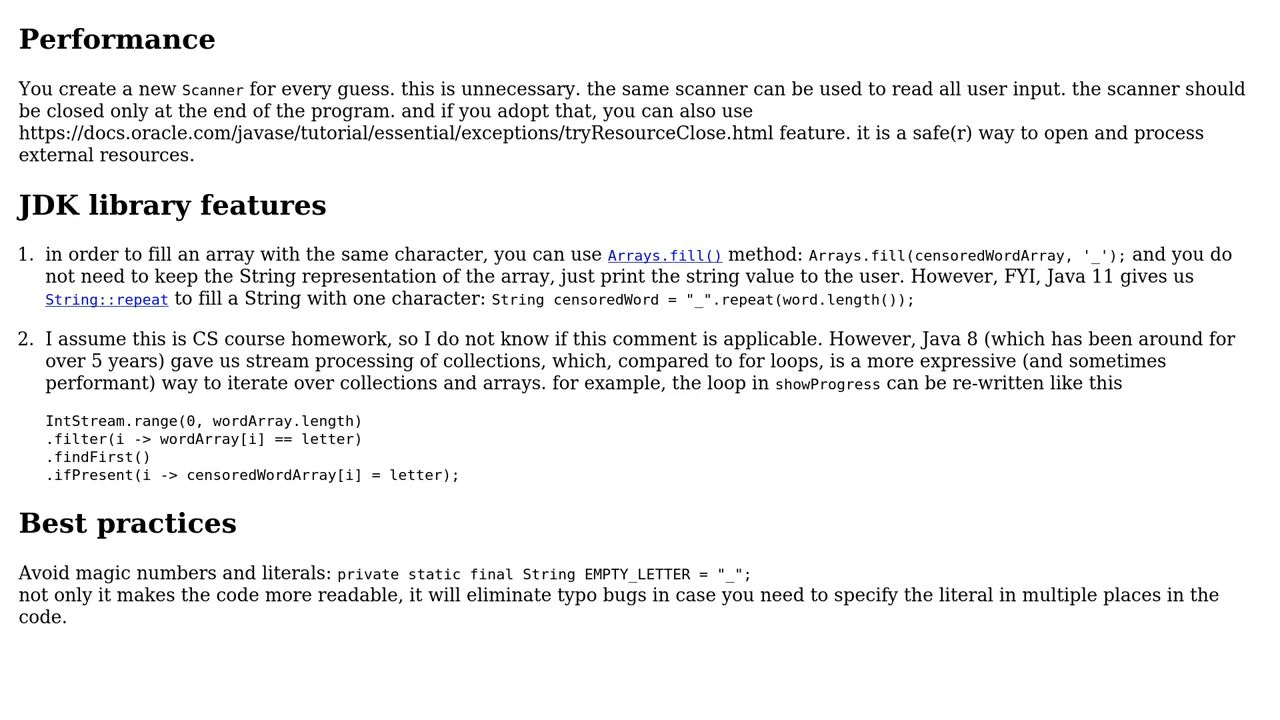 Performance
You create a new Scanner for every guess. this is unnecessary. the same scanner can be used to read all user input. the scanner should
be closed only at the end of the program. and if you adopt that, you can also use
https://docs.oracle.com/javase/tutorial/essential/exceptions/tryResourceClose.html feature. it is a safe(r) way to open and process
external resources.
JDK library features
1. in order to fill an array with the same character, you can use Arrays.fill() method: Arrays.fill(censoredWordArray, '_'); and you do
not need to keep the String representation of the array, just print the string value to the user. However, FYI, Java 11 gives us
String::repeat to fill a String with one character: String censoredWord = "_".repeat(word.length());
2. I assume this is CS course homework, so I do not know if this comment is applicable. However, Java 8 (which has been around for
over 5 years) gave us stream processing of collections, which, compared to for loops, is a more expressive (and sometimes
performant) way to iterate over collections and arrays. for example, the loop in showProgress can be re-written like this
IntStream.range(0, wordArray.length)
.filter(i -> wordArray[i] == letter)
.findFirst()
.ifPresent(i -> censoredWordArray[i] = letter);
Best practices
Avoid magic numbers and literals: private static final String EMPTY_LETTER = "_";
not only it makes the code more readable, it will eliminate typo bugs in case you need to specify the literal in multiple places in the
code.